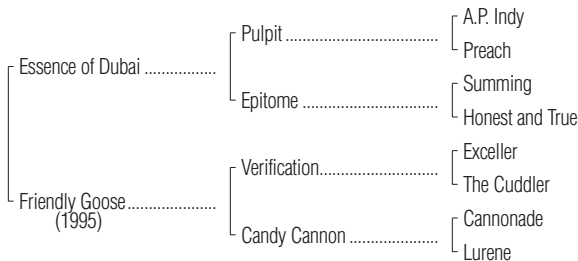 A.P. Indy
Pulpit ........................................
Preach
Essence of Dubai ..................
Summing
Epitome ....................................
Honest and True
Exceller
Verification................................
The Cuddler
Friendly Goose......................
(1995)
Cannonade
Candy Cannon ........................
Lurene